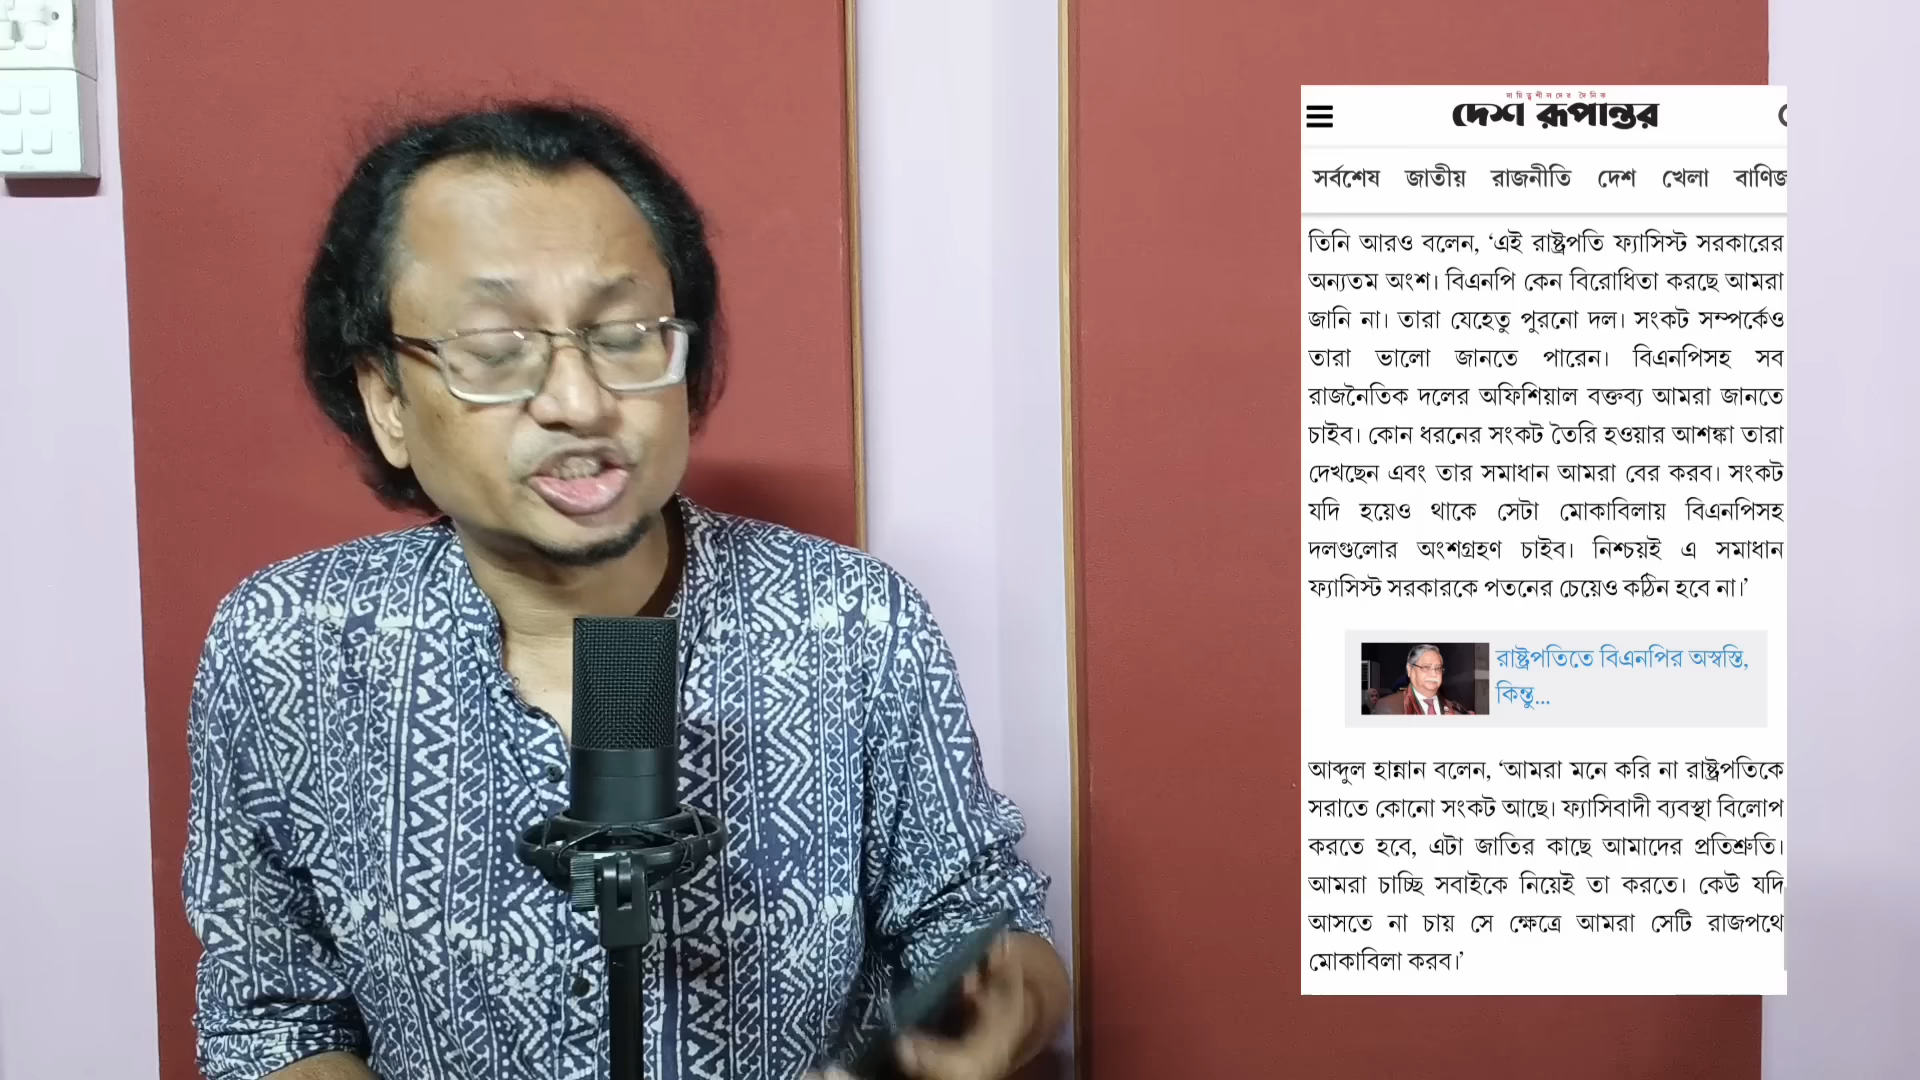 দায়িত্বশীলদের দৈনিক
দেশ রূপান্তর
সর্বশেষ জাতীয় রাজনীতি দেশ খেলা
তিনি আরও বলেন, ‘এই রাষ্ট্রপতি ফ্যাসিস্ট সরকারের
অন্যতম অংশ। বিএনপি কেন বিরোধিতা করছে আমরা
জানি না। তারা যেহেতু পুরনো দল। সংকট সম্পর্কেও
তারা ভালো জানতে পারেন। বিএনপিসহ সব
রাজনৈতিক দলের অফিশিয়াল বক্তব্য আমরা জানতে
চাইব। কোন ধরনের সংকট তৈরি হওয়ার আশঙ্কা তারা
দেখছেন এবং তার সমাধান আমরা বের করব। সংকট
যদি হয়েও থাকে সেটা মোকাবিলায় বিএনপিসহ
দলগুলোর অংশগ্রহণ চাইব। নিশ্চয়ই এ সমাধান
ফ্যাসিস্ট সরকারকে পতনের চেয়েও কঠিন হবে না।’
রাষ্ট্রপতিতে বিএনপির অস্বস্তি,
কিন্তু...
আব্দুল হান্নান বলেন, ‘আমরা মনে করি না রাষ্ট্রপতিকে
সরাতে কোনো সংকট আছে। ফ্যাসিবাদী ব্যবস্থা বিলোপ
করতে হবে, এটা জাতির কাছে আমাদের প্রতিশ্রুতি।
আমরা চাচ্ছি সবাইকে নিয়েই তা করতে। কেউ যদি
আসতে না চায় সে ক্ষেত্রে আমরা সেটি রাজপথে
মোকাবিলা করব।’